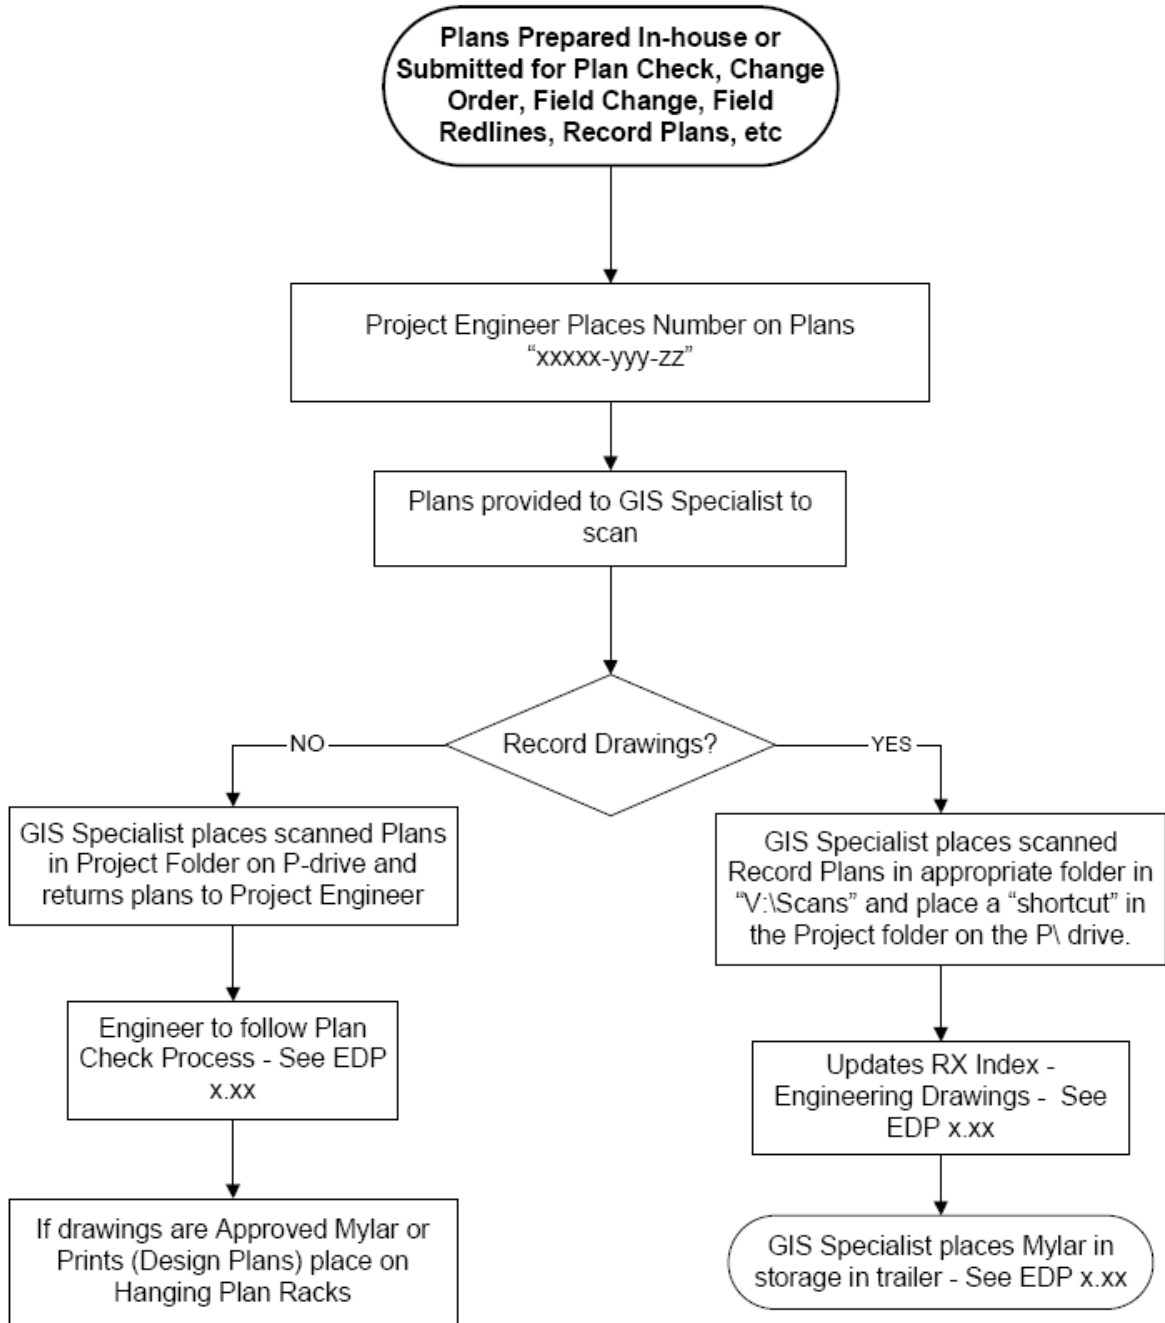 Plans Prepared In-house or
Submitted for Plan Check, Change
Order, Field Change, Field
Redlines, Record Plans, etc
Project Engineer Places Number on Plans
“xxxxx-yyy-zz”
Plans provided to GIS Specialist to
scan
Record Drawings?
NO
YES
GIS Specialist places scanned Plans
in Project Folder on P-drive and
returns plans to Project Engineer
Engineer to follow Plan
Check Process - See EDP
x.xx
If drawings are Approved Mylar or
Prints (Design Plans) place on
Hanging Plan Racks
GIS Specialist places scanned
Record Plans in appropriate folder in
“V:\Scans” and place a “shortcut” in
the Project folder on the P\ drive.
Updates RX Index -
Engineering Drawings - See
EDP x.xx
GIS Specialist places Mylar in
storage in trailer - See EDP x.xx